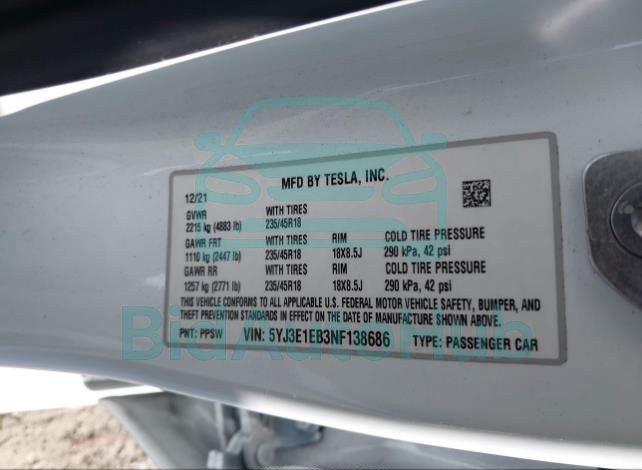 MFD BY TESLA, INC.
12/21
GVWR WITH TIRES
2215 kg (4883 lb) 235/45R18
GAWR FRT WITH TIRES RIM COLD TIRE PRESSURE
1110 kg (2447 lb) 235/45R18 18X8.5J 290 kPa, 42 psi
GAWR RR WITH TIRES RIM COLD TIRE PRESSURE
1257 kg (2771 lb) 235/45R18 18X8.5J 290 kPa, 42 psi
THIS VEHICLE CONFORMS TO ALL APPLICABLE U.S. FEDERAL MOTOR VEHICLE SAFETY, BUMPER, AND
THEFT PREVENTION STANDARDS IN EFFECT ON THE DATE OF MANUFACTURE SHOWN ABOVE.
PNT: PPSW VIN: 5YJ3E1EB3NF138686 TYPE: PASSENGER CAR
BidAutoHub